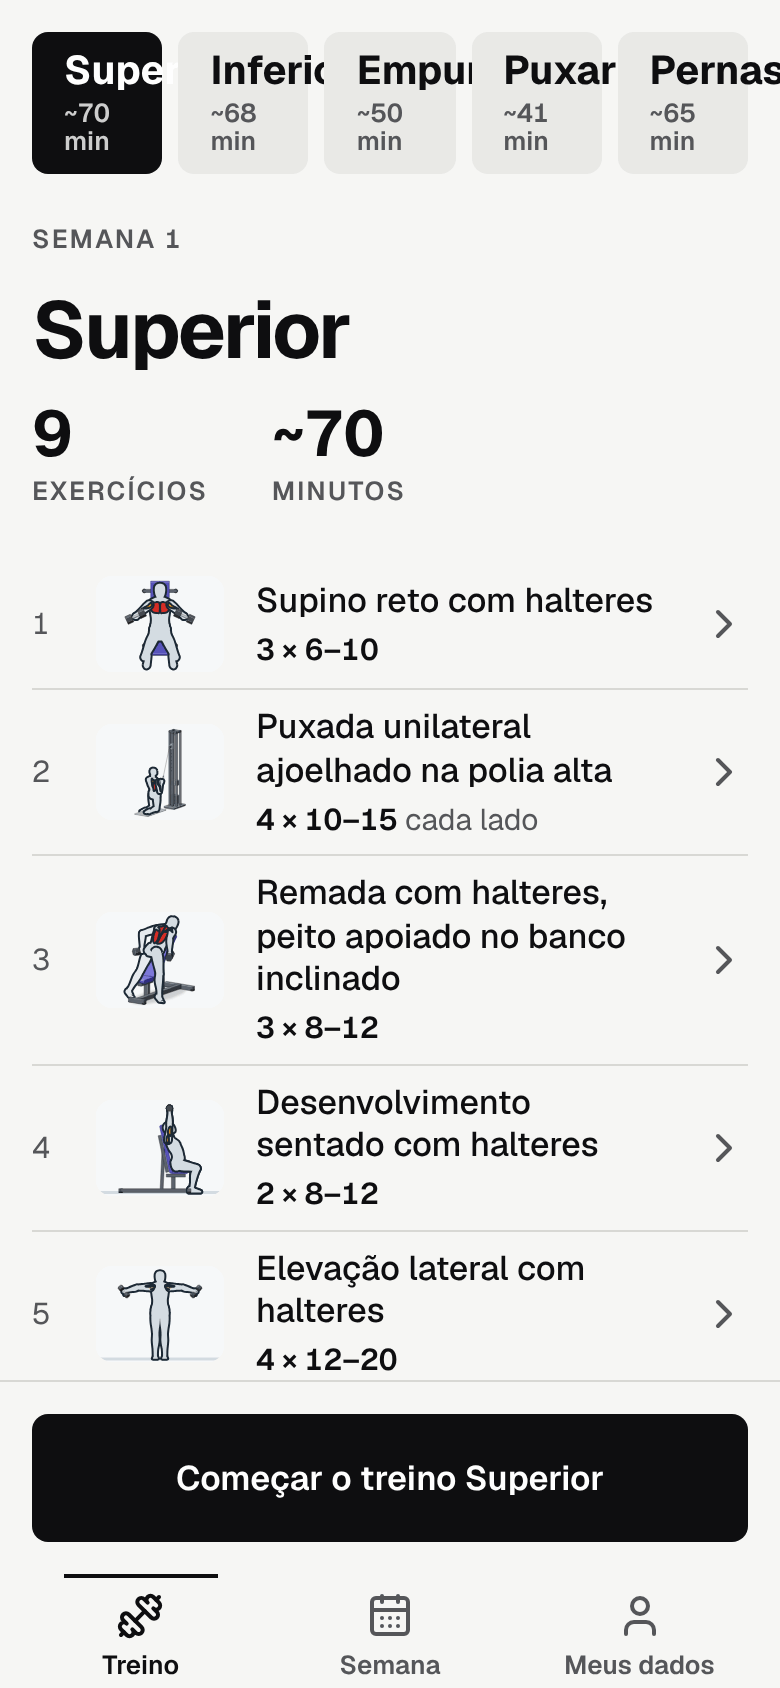 Super
Inferio
Empur
Puxar
Pernas
~70
min
~68
min
~50
min
~41
min
~65
min
SEMANA 1
Superior
9
~70
EXERCÍCIOS
MINUTOS
1
Supino reto com halteres
3 × 6–10
2
Puxada unilateral
ajoelhado na polia alta
4 × 10–15 cada lado
3
Remada com halteres,
peito apoiado no banco
inclinado
3 × 8–12
4
Desenvolvimento
sentado com halteres
2 × 8–12
5
Elevação lateral com
halteres
4 × 12–20
Começar o treino Superior
Treino
Semana
Meus dados